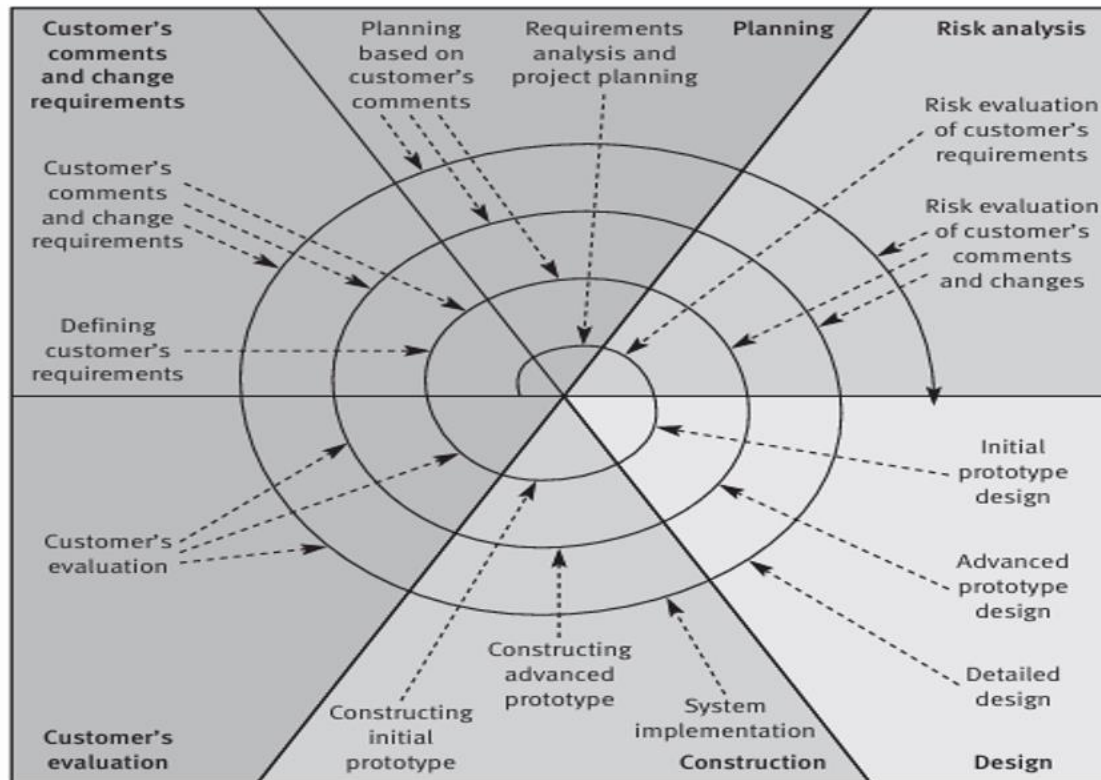 Customer's
comments
and change
requirements
Planning
based on
customer's
comments
Requirements
analysis and
project planning
Planning
Risk analysis
Risk evaluation
of customer's
requirements
Customer's
comments
and change
requirements
Risk evaluation
of customer's
comments
and changes
Defining
customer's
requirements
Initial
prototype
design
Customer's
evaluation
Advanced
prototype
design
Constructing
advanced
prototype
Detailed
design
Constructing
initial
prototype
System
implementation
Customer's
evaluation
Construction
Design